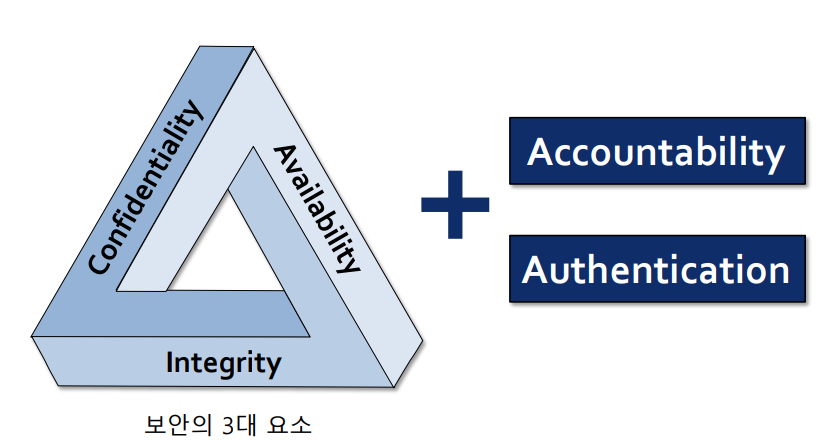 Confidentiality
Availability
Integrity
Accountability
Authentication
보안의 3대 요소